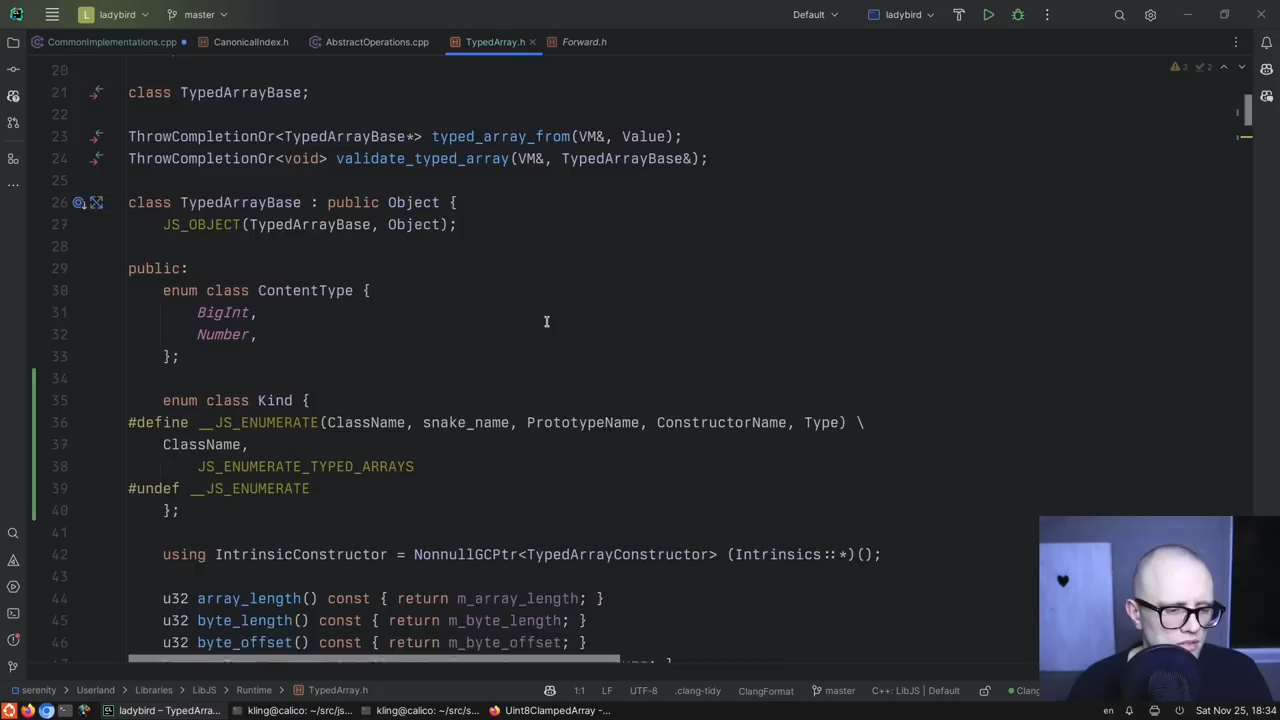 L ladybird master Default ladybird
CommonImplementations.cpp CanonicalIndex.h AbstractOperations.cpp TypedArray.h Forward.h
3 2
20
21 class TypedArrayBase;
22
23 ThrowCompletionOr<TypedArrayBase*> typed_array_from(VM&, Value);
24 ThrowCompletionOr<void> validate_typed_array(VM&, TypedArrayBase&);
25
26 class TypedArrayBase : public Object {
27 JS_OBJECT(TypedArrayBase, Object);
28
29 public:
30 enum class ContentType {
31 BigInt,
32 Number,
33 };
34
35 enum class Kind {
36 #define __JS_ENUMERATE(ClassName, snake_name, PrototypeName, ConstructorName, Type) \
37 ClassName,
38 JS_ENUMERATE_TYPED_ARRAYS
39 #undef __JS_ENUMERATE
40 };
41
42 using IntrinsicConstructor = NonnullGCPtr<TypedArrayConstructor> (Intrinsics::*)();
43
44 u32 array_length() const { return m_array_length; }
45 u32 byte_length() const { return m_byte_length; }
46 u32 byte_offset() const { return m_byte_offset; }
serenity Userland Libraries LibJS Runtime TypedArray.h 1:1 LF UTF-8 .clang-tidy ClangFormat master C++: LibJS | Default Clang
ladybird – TypedArra... kling@calico: ~/src/js... kling@calico: ~/src/s... Uint8ClampedArray -... en Sat Nov 25, 18:34